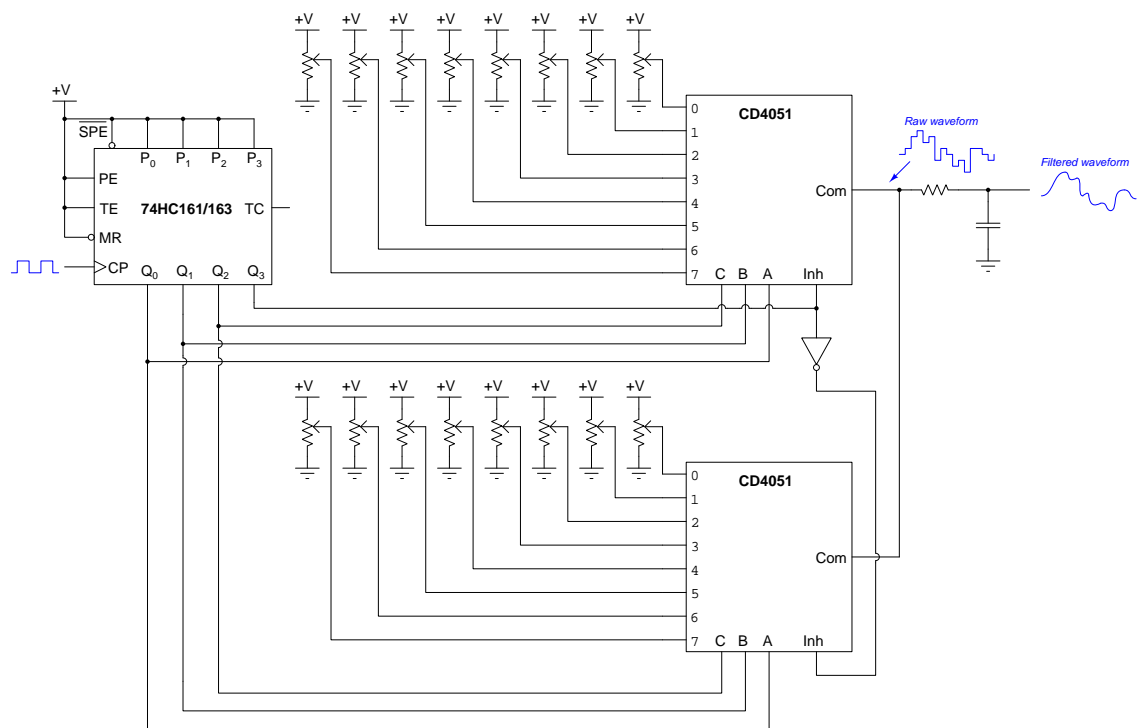 +V +V +V +V +V +V +V +V
+V
SPE
P0 P1 P2 P3
PE
TE 74HC161/163 TC
MR
CP Q0 Q1 Q2 Q3
CD4051
0
1
2
3
4
5
6
7 C B A Inh
Com
Raw waveform
Filtered waveform
+V +V +V +V +V +V +V +V
CD4051
0
1
2
3
4
5
6
7 C B A Inh
Com